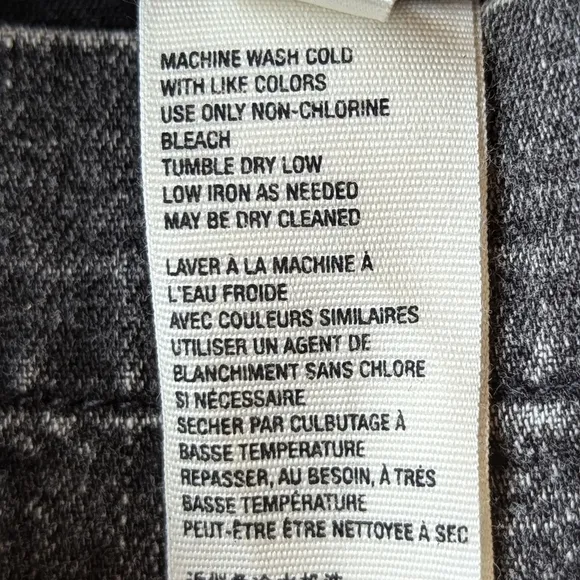 MACHINE WASH COLD
WITH LIKE COLORS
USE ONLY NON-CHLORINE
BLEACH
TUMBLE DRY LOW
LOW IRON AS NEEDED
MAY BE DRY CLEANED
LAVER À LA MACHINE À
L'EAU FROIDE
AVEC COULEURS SIMILAIRES
UTILISER UN AGENT DE
BLANCHIMENT SANS CHLORE
SI NÉCESSAIRE
SECHER PAR CULBUTAGE À
BASSE TEMPERATURE
REPASSER, AU BESOIN, À TRÉS
BASSE TEMPÉRATURE
PEUT-ÊTRE ÊTRE NETTOYEE À SEC